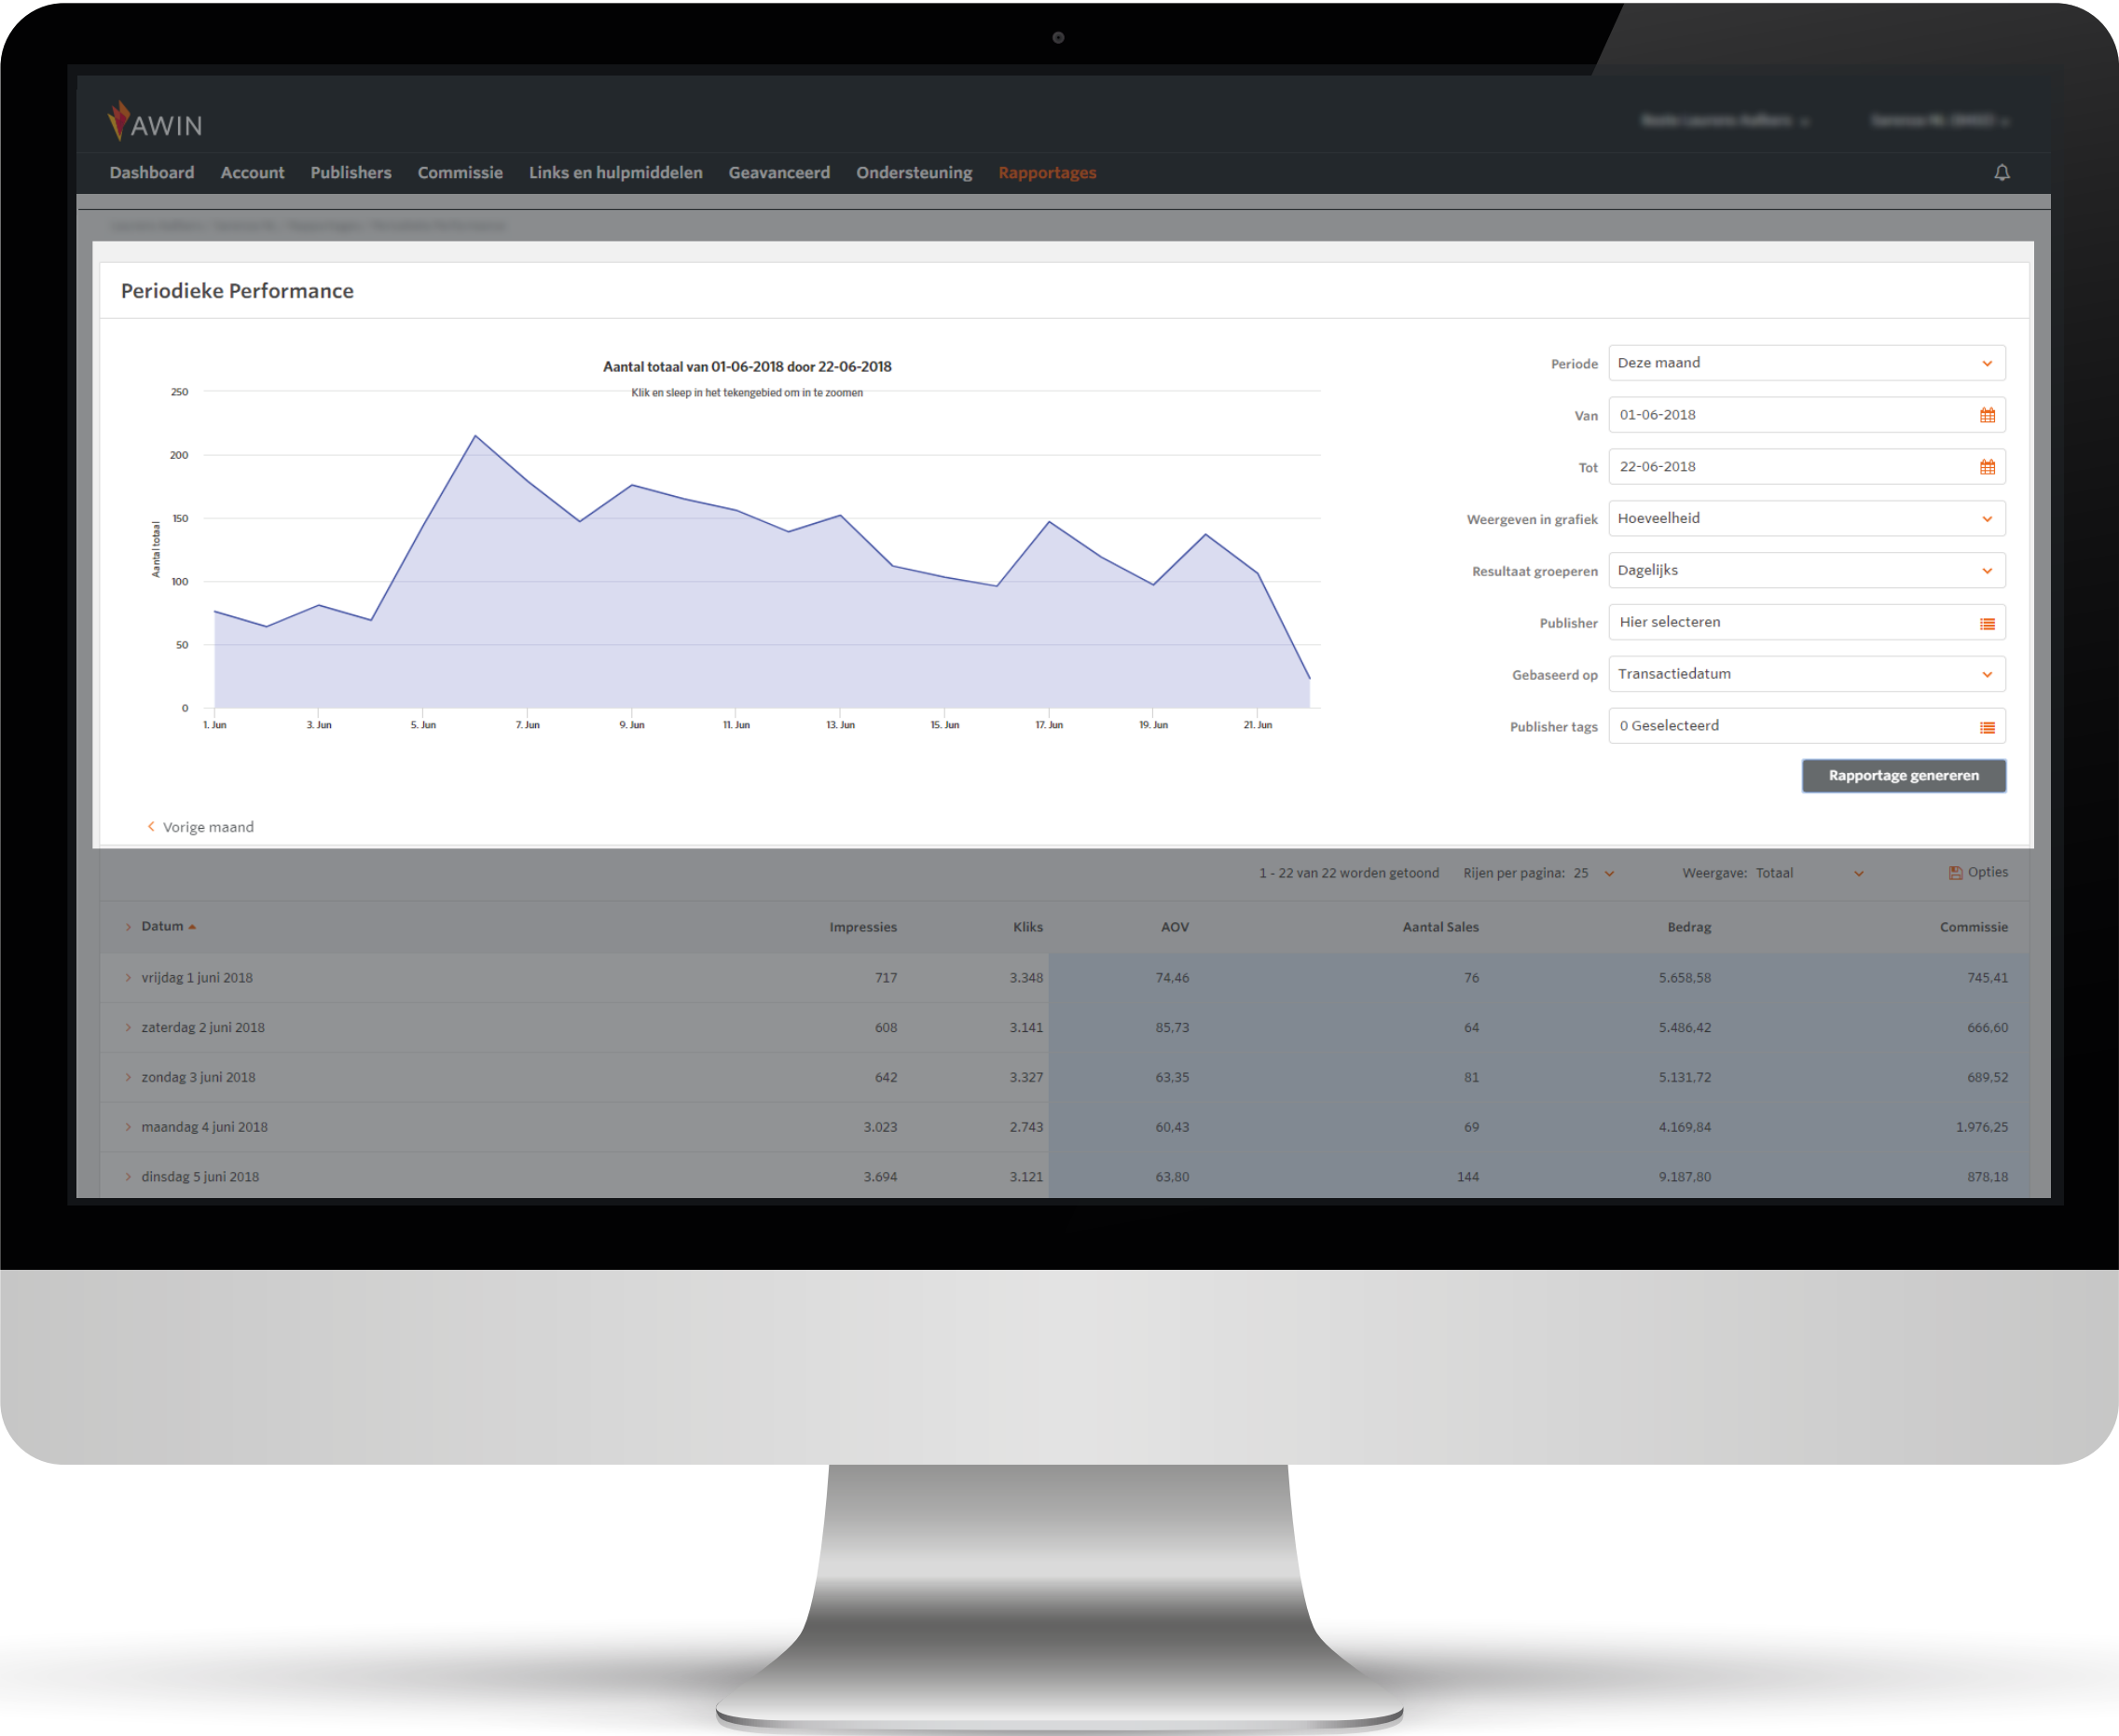 AWIN
Dashboard Account Publishers Commissie Links en hulpmiddelen Geavanceerd Ondersteuning Rapportages
Periodieke Performance
Aantal totaal van 01-06-2018 door 22-06-2018
Klik en sleep in het tekengebied om in te zoomen
Aantal totaal
250
200
150
100
50
0
1. Jun 3. Jun 5. Jun 7. Jun 9. Jun 11. Jun 13. Jun 15. Jun 17. Jun 19. Jun 21. Jun
Periode Deze maand
Van 01-06-2018
Tot 22-06-2018
Weergeven in grafiek Hoeveelheid
Resultaat groeperen Dagelijks
Publisher Hier selecteren
Gebaseerd op Transactiedatum
Publisher tags 0 Geselecteerd
Rapportage genereren
Vorige maand
1 - 22 van 22 worden getoond Rijen per pagina: 25 Weergave: Totaal Opties
Datum Impressies Kliks AOV Aantal Sales Bedrag Commissie
vrijdag 1 juni 2018 717 3.348 74,46 76 5.658,58 745,41
zaterdag 2 juni 2018 608 3.141 85,73 64 5.486,42 666,60
zondag 3 juni 2018 642 3.327 63,35 81 5.131,72 689,52
maandag 4 juni 2018 3.023 2.743 60,43 69 4.169,84 1.976,25
dinsdag 5 juni 2018 3.694 3.121 63,80 144 9.187,80 878,18